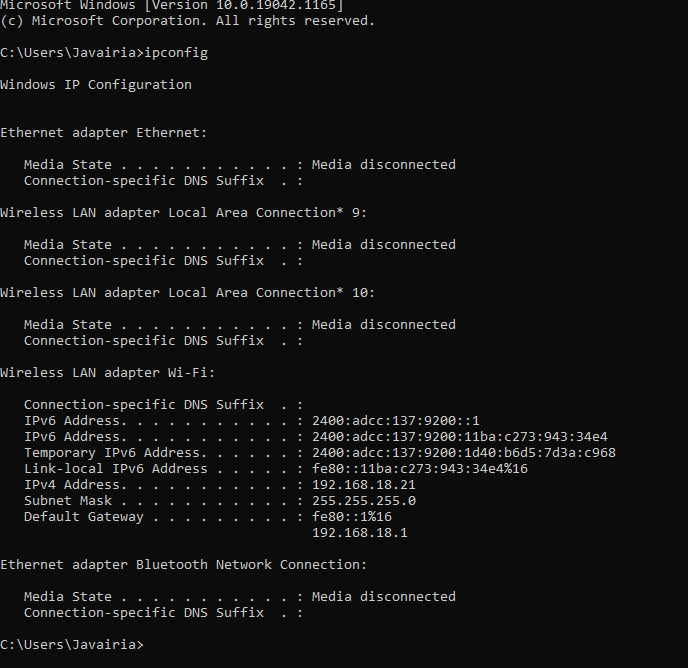 Microsoft Windows [Version 10.0.19042.1165]
(c) Microsoft Corporation. All rights reserved.
C:\Users\Javairia>ipconfig
Windows IP Configuration
Ethernet adapter Ethernet:
Media State . . . . . . . . . . . : Media disconnected
Connection-specific DNS Suffix  . :
Wireless LAN adapter Local Area Connection* 9:
Media State . . . . . . . . . . . : Media disconnected
Connection-specific DNS Suffix  . :
Wireless LAN adapter Local Area Connection* 10:
Media State . . . . . . . . . . . : Media disconnected
Connection-specific DNS Suffix  . :
Wireless LAN adapter Wi-Fi:
Connection-specific DNS Suffix  . :
IPv6 Address. . . . . . . . . . . : 2400:adcc:137:9200::1
IPv6 Address. . . . . . . . . . . : 2400:adcc:137:9200:11ba:c273:943:34e4
Temporary IPv6 Address. . . . . . : 2400:adcc:137:9200:1d40:b6d5:7d3a:c968
Link-local IPv6 Address . . . . . : fe80::11ba:c273:943:34e4%16
IPv4 Address. . . . . . . . . . . : 192.168.18.21
Subnet Mask . . . . . . . . . . . : 255.255.255.0
Default Gateway . . . . . . . . . : fe80::1%16
192.168.18.1
Ethernet adapter Bluetooth Network Connection:
Media State . . . . . . . . . . . : Media disconnected
Connection-specific DNS Suffix  . :
C:\Users\Javairia>